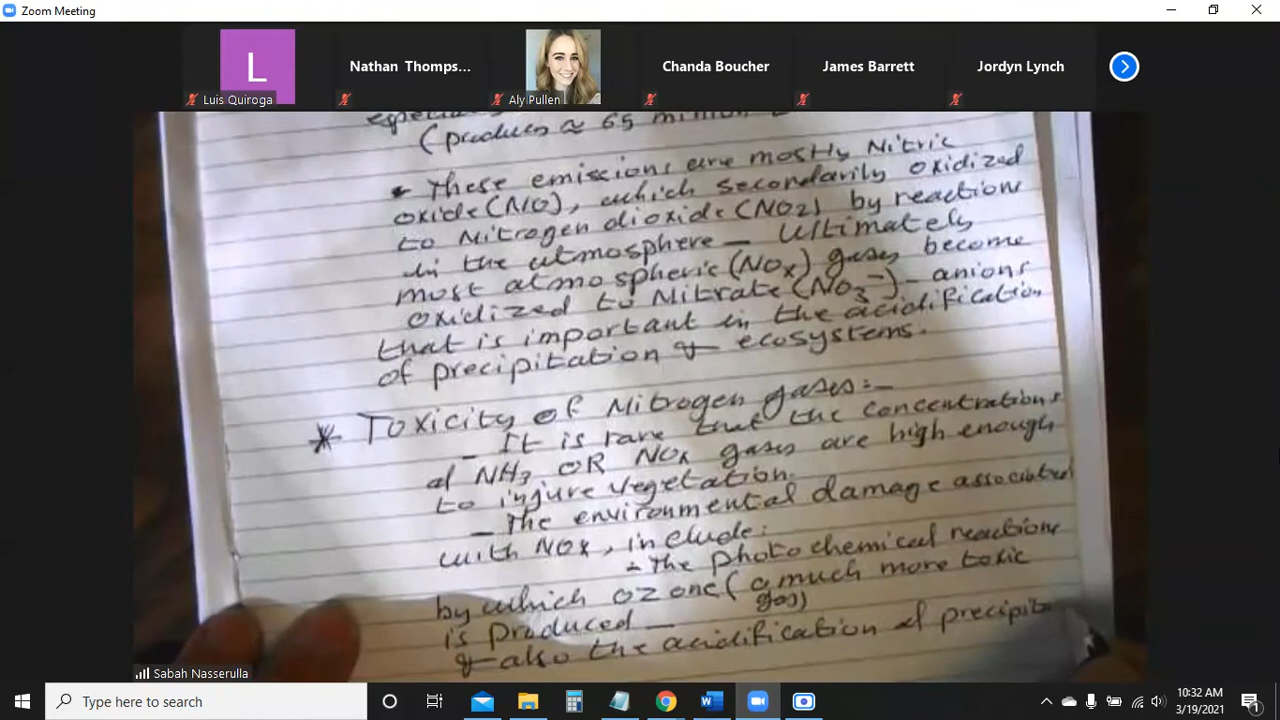 Zoom Meeting
L
Luis Quiroga
Nathan Thomps...
Aly Pullen
Chanda Boucher
James Barrett
Jordyn Lynch
(produces ≈ 65 million
• These emissions are mostly Nitric
oxide (NO), which secondarily oxidized
to Nitrogen dioxide (NO2) by reactions
in the atmosphere — Ultimately
most atmospheric (NOx) gases become
oxidized to Nitrate (NO3-) - anions
that is important in the acidification
of precipitation & ecosystems.
* Toxicity of Nitrogen gases:-
- It is rare that the concentrations
of NH3 OR NOx gases are high enough
to injure vegetation.
- The environmental damage associated
with NOx, include:
- The photochemical reactions
by which ozone (a much more toxic
gas)
is produced —
& also the acidification of precipit
Sabah Nasserulla
Type here to search
10:32 AM
3/19/2021
1